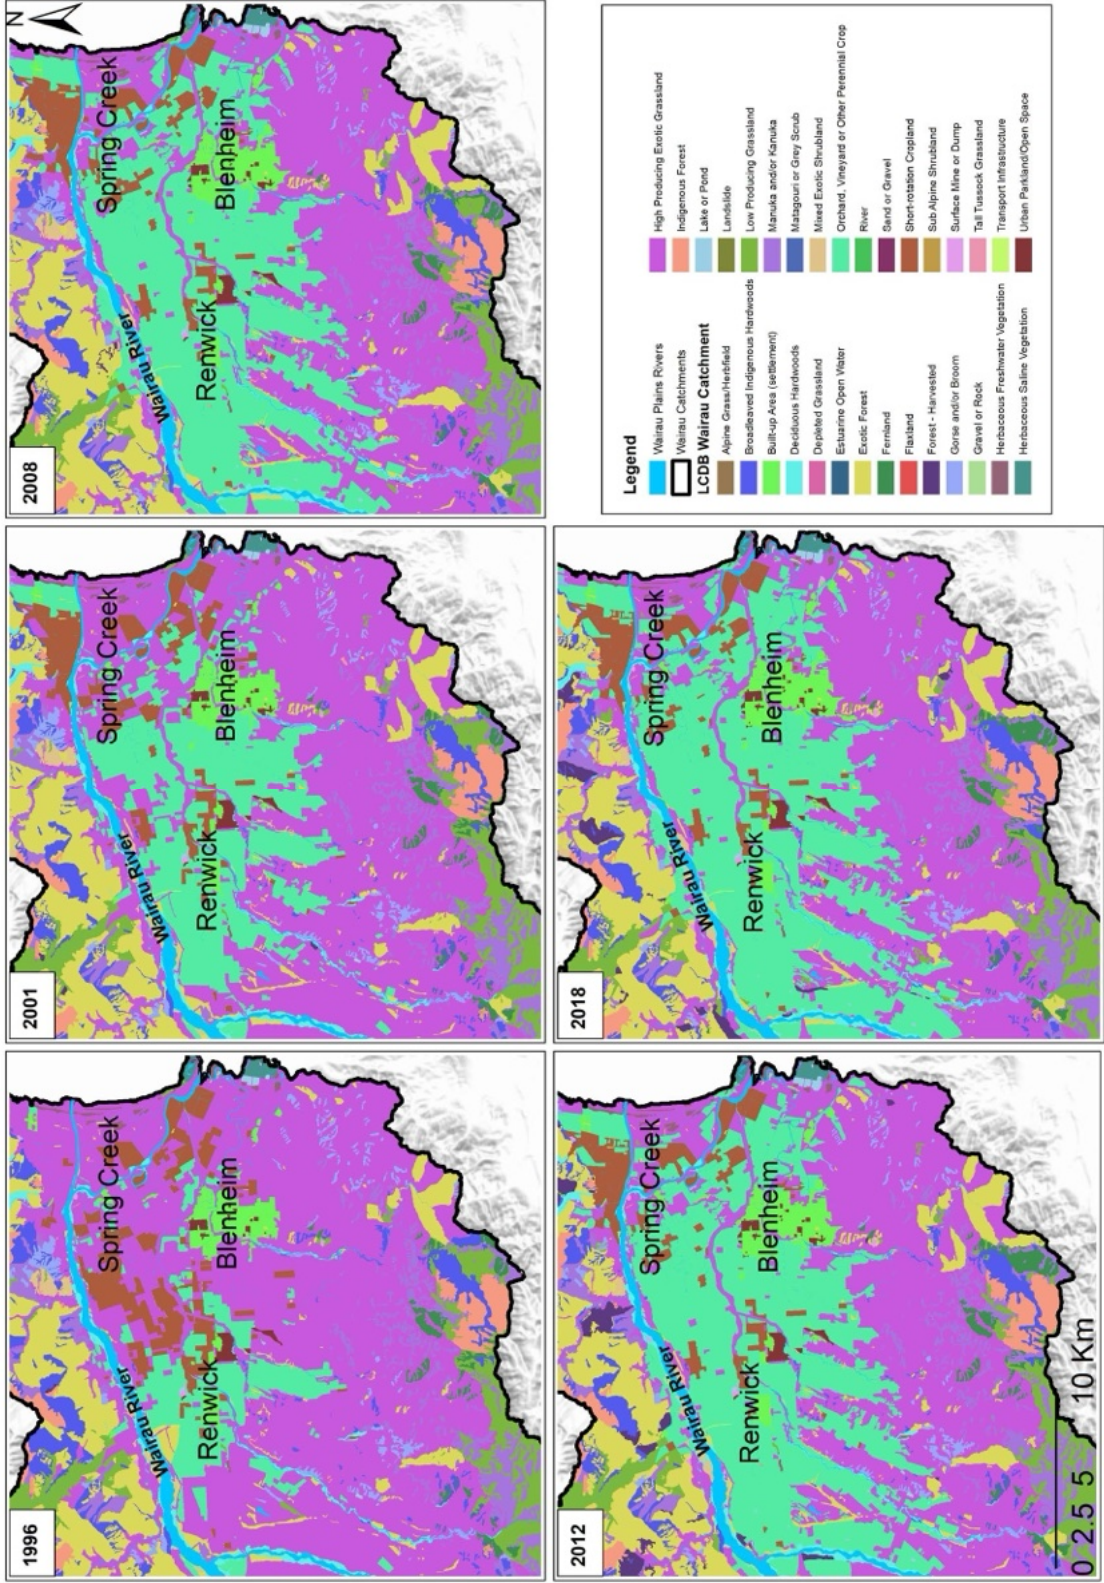 1996
Wairau River
Spring Creek
Renwick
Blenheim
2001
Wairau River
Spring Creek
Renwick
Blenheim
2008
N
Wairau River
Spring Creek
Renwick
Blenheim
2012
Wairau River
Spring Creek
Renwick
Blenheim
0 2.5 5 10 Km
2018
Wairau River
Spring Creek
Renwick
Blenheim
Legend
Wairau Plains Rivers
Wairau Catchments
LCDB Wairau Catchment
Alpine Grass/Herbfield
Broadleaved Indigenous Hardwoods
Built-up Area (settlement)
Deciduous Hardwoods
Depleted Grassland
Estuarine Open Water
Exotic Forest
Fernland
Flaxland
Forest - Harvested
Gorse and/or Broom
Gravel or Rock
Herbaceous Freshwater Vegetation
Herbaceous Saline Vegetation
High Producing Exotic Grassland
Indigenous Forest
Lake or Pond
Landslide
Low Producing Grassland
Manuka and/or Kanuka
Matagouri or Grey Scrub
Mixed Exotic Shrubland
Orchard, Vineyard or Other Perennial Crop
River
Sand or Gravel
Short-rotation Cropland
Sub Alpine Shrubland
Surface Mine or Dump
Tall Tussock Grassland
Transport Infrastructure
Urban Parkland/Open Space